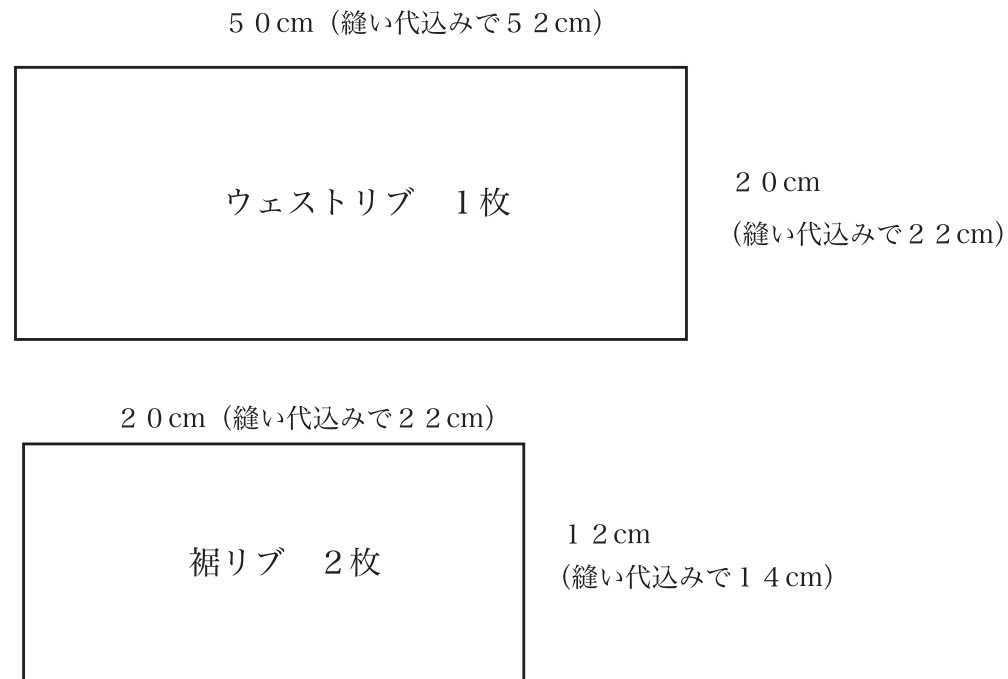 ５０cm（縫い代込みで５２cm）
ウェストリブ　１枚
２０cm
（縫い代込みで２２cm）
２０cm（縫い代込みで２２cm）
裾リブ　２枚
１２cm
（縫い代込みで１４cm）